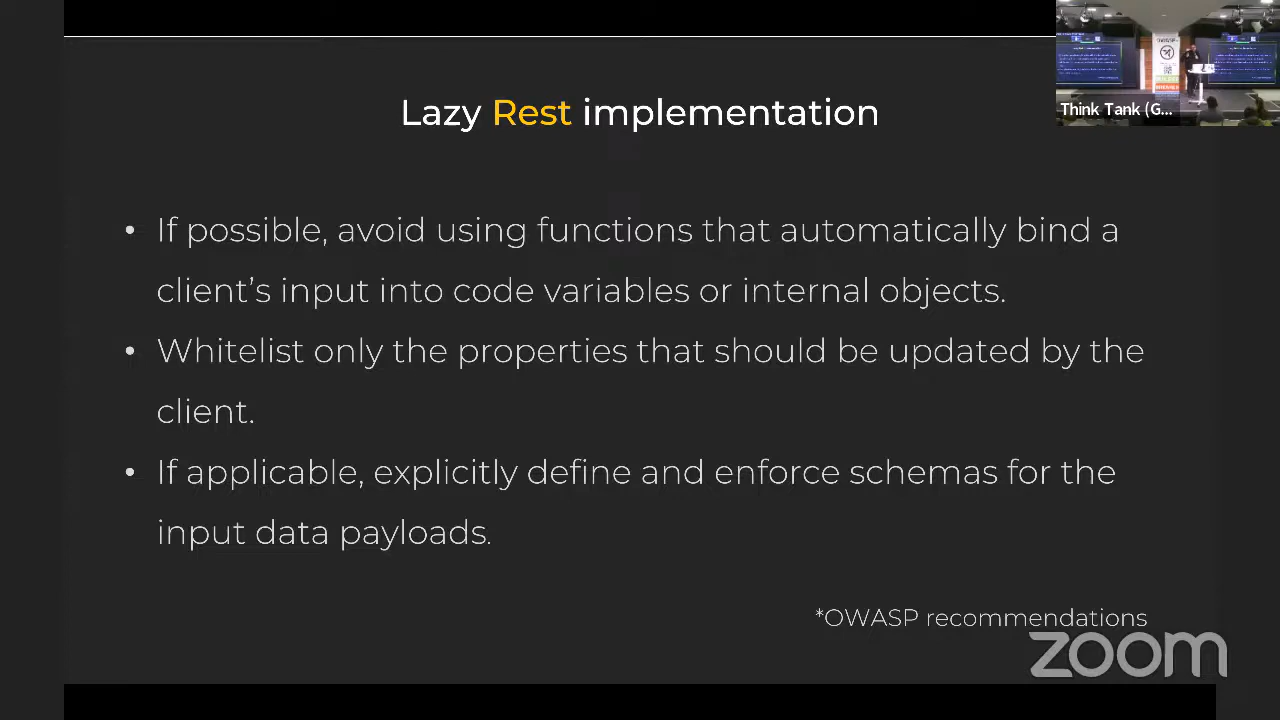 Lazy Rest implementation
Think Tank (G...
• If possible, avoid using functions that automatically bind a
client’s input into code variables or internal objects.
• Whitelist only the properties that should be updated by the
client.
• If applicable, explicitly define and enforce schemas for the
input data payloads.
*OWASP recommendations
zoom